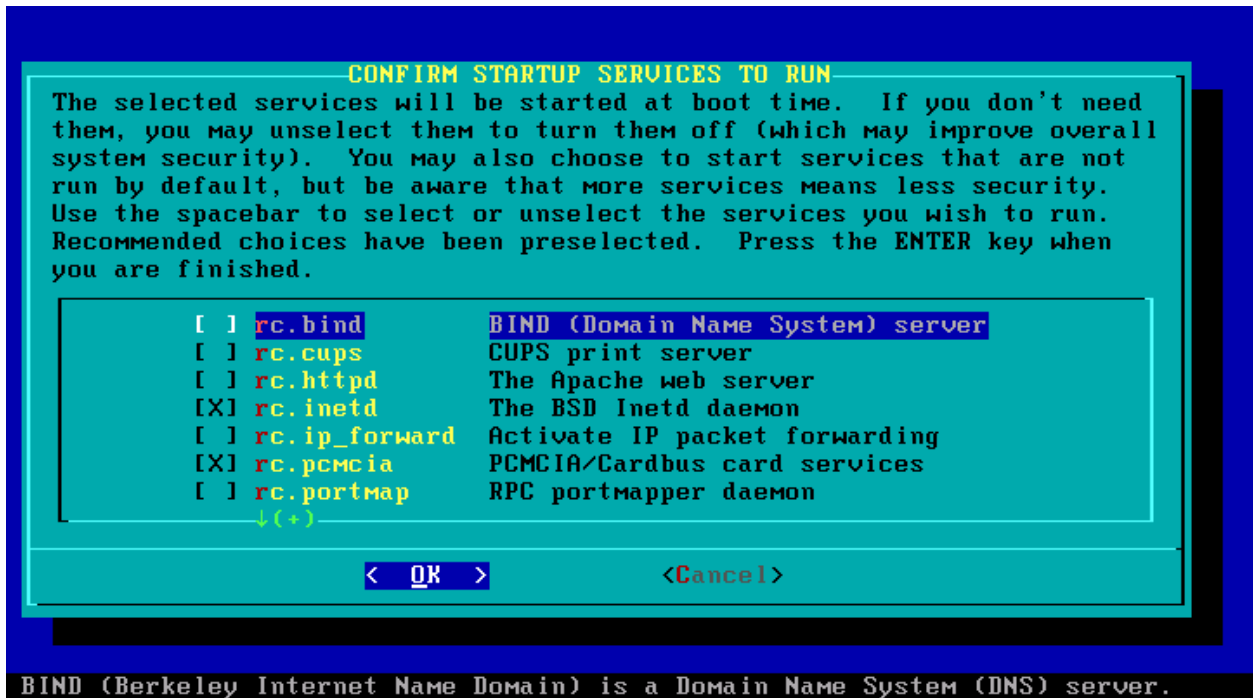 CONFIRM STARTUP SERVICES TO RUN
The selected services will be started at boot time.  If you don't need
them, you may unselect them to turn them off (which may improve overall
system security).  You may also choose to start services that are not
run by default, but be aware that more services means less security.
Use the spacebar to select or unselect the services you wish to run.
Recommended choices have been preselected.  Press the ENTER key when
you are finished.
[ ] rc.bind        BIND (Domain Name System) server
[ ] rc.cups        CUPS print server
[ ] rc.httpd       The Apache web server
[X] rc.inetd       The BSD Inetd daemon
[ ] rc.ip_forward  Activate IP packet forwarding
[X] rc.pcmcia      PCMCIA/Cardbus card services
[ ] rc.portmap     RPC portmapper daemon
↓(+)
<  OK  >          <Cancel>
BIND (Berkeley Internet Name Domain) is a Domain Name System (DNS) server.